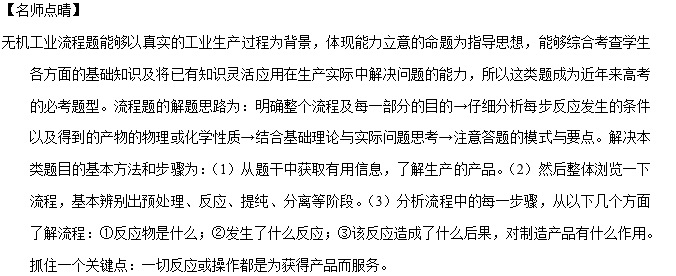 【名师点晴】
无机工业流程题能够以真实的工业生产过程为背景，体现能力立意的命题为指导思想，能够综合考查学生
各方面的基础知识及将已有知识灵活应用在生产实际中解决问题的能力，所以这类题成为近年来高考
的必考题型。流程题的解题思路为：明确整个流程及每一部分的目的→仔细分析每步反应发生的条件
以及得到的产物的物理或化学性质→结合基础理论与实际问题思考→注意答题的模式与要点。解决本
类题目的基本方法和步骤为：（1）从题干中获取有用信息，了解生产的产品。（2）然后整体浏览一下
流程，基本辨别出预处理、反应、提纯、分离等阶段。（3）分析流程中的每一步骤，从以下几个方面
了解流程：①反应物是什么；②发生了什么反应；③该反应造成了什么后果，对制造产品有什么作用。
抓住一个关键点：一切反应或操作都是为获得产品而服务。